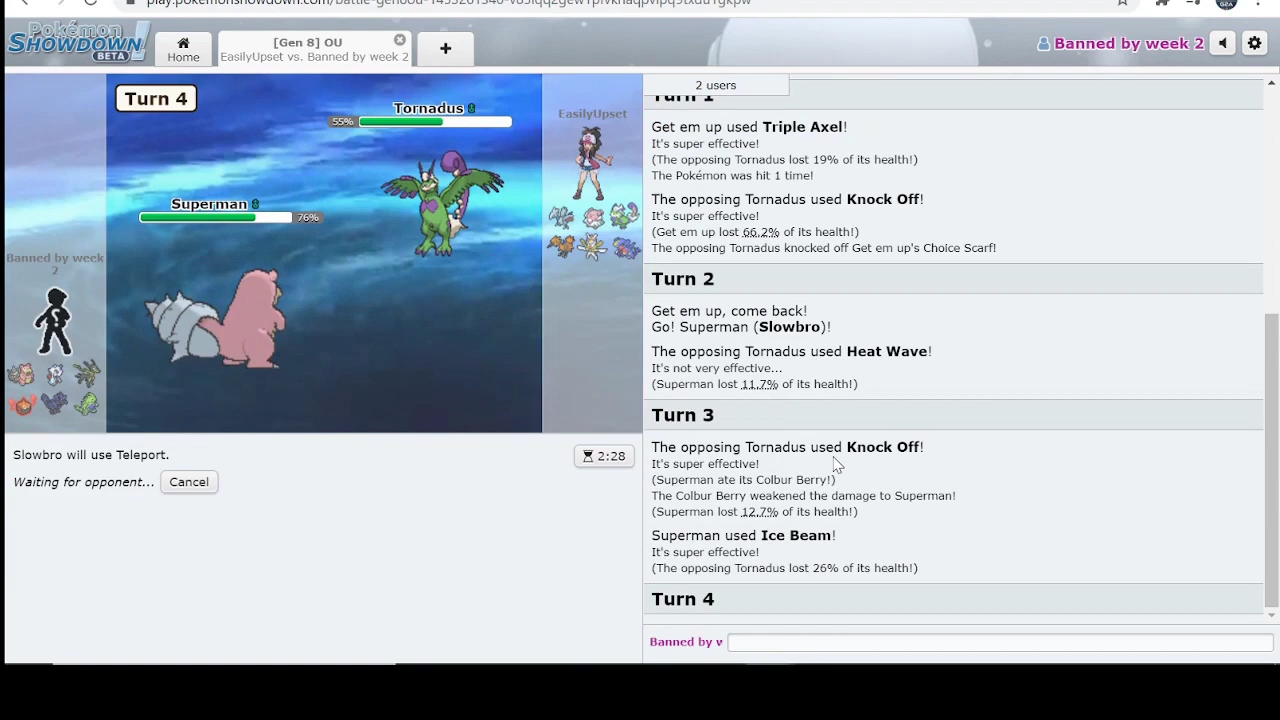 Pokémon
SHOWDOWN!
BETA
Home
[Gen 8] OU
EasilyUpset vs. Banned by week 2
+
Banned by week 2
2 users
Turn 4
Tornadus
55%
Superman
76%
EasilyUpset
Banned by week
2
Turn 1
Get em up used Triple Axel!
It's super effective!
(The opposing Tornadus lost 19% of its health!)
The Pokémon was hit 1 time!
The opposing Tornadus used Knock Off!
It's super effective!
(Get em up lost 66.2% of its health!)
The opposing Tornadus knocked off Get em up's Choice Scarf!
Turn 2
Get em up, come back!
Go! Superman (Slowbro)!
The opposing Tornadus used Heat Wave!
It's not very effective...
(Superman lost 11.7% of its health!)
Turn 3
The opposing Tornadus used Knock Off!
It's super effective!
(Superman ate its Colbur Berry!)
The Colbur Berry weakened the damage to Superman!
(Superman lost 12.7% of its health!)
Superman used Ice Beam!
It's super effective!
(The opposing Tornadus lost 26% of its health!)
Turn 4
Slowbro will use Teleport.
2:28
Waiting for opponent...
Cancel
Banned by v